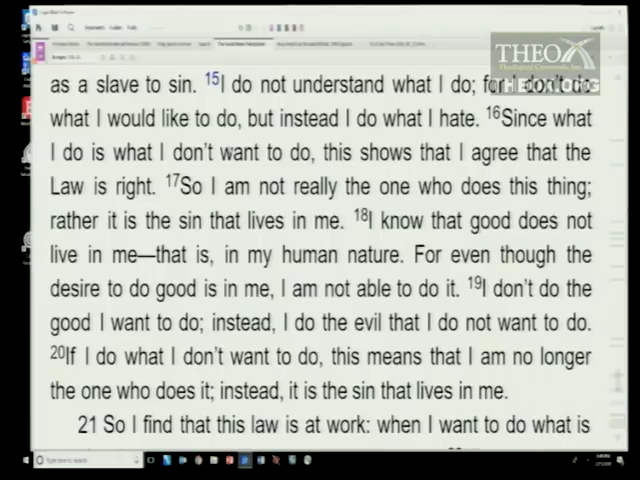 THEOX
THEOX.ORG
as a slave to sin. 15I do not understand what I do; for I don't do
what I would like to do, but instead I do what I hate. 16Since what
I do is what I don't want to do, this shows that I agree that the
Law is right. 17So I am not really the one who does this thing;
rather it is the sin that lives in me. 18I know that good does not
live in me—that is, in my human nature. For even though the
desire to do good is in me, I am not able to do it. 19I don't do the
good I want to do; instead, I do the evil that I do not want to do.
20If I do what I don't want to do, this means that I am no longer
the one who does it; instead, it is the sin that lives in me.
21 So I find that this law is at work: when I want to do what is